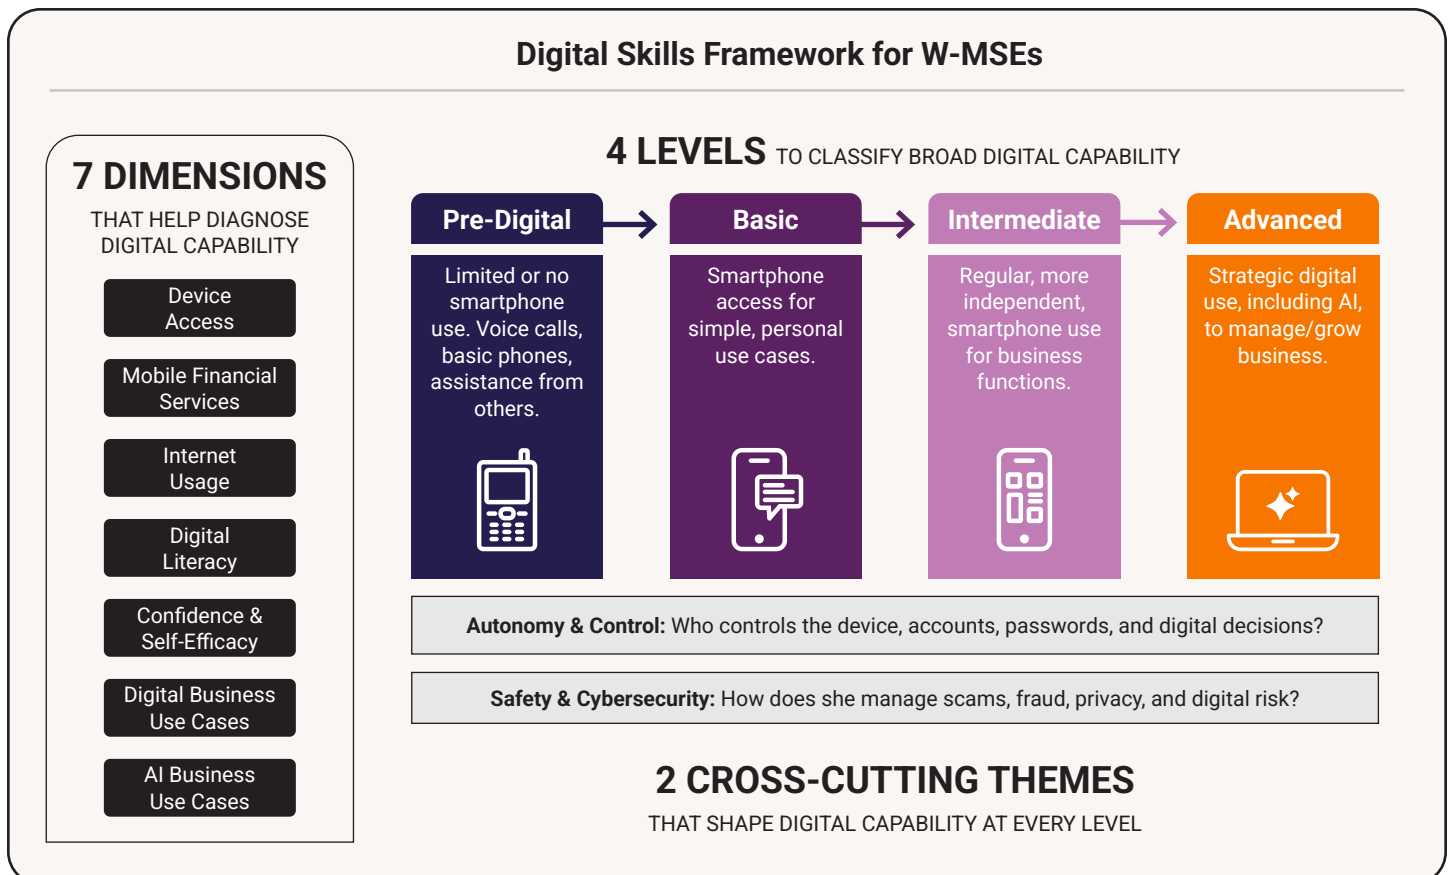 Digital Skills Framework for W-MSEs
7 DIMENSIONS
THAT HELP DIAGNOSE
DIGITAL CAPABILITY
Device
Access
Mobile Financial
Services
Internet
Usage
Digital
Literacy
Confidence &
Self-Efficacy
Digital Business
Use Cases
AI Business
Use Cases
4 LEVELS TO CLASSIFY BROAD DIGITAL CAPABILITY
Pre-Digital
Limited or no
smartphone
use. Voice calls,
basic phones,
assistance from
others.
Basic
Smartphone
access for
simple, personal
use cases.
Intermediate
Regular, more
independent,
smartphone use
for business
functions.
Advanced
Strategic digital
use, including AI,
to manage/grow
business.
Autonomy & Control: Who controls the device, accounts, passwords, and digital decisions?
Safety & Cybersecurity: How does she manage scams, fraud, privacy, and digital risk?
2 CROSS-CUTTING THEMES
THAT SHAPE DIGITAL CAPABILITY AT EVERY LEVEL